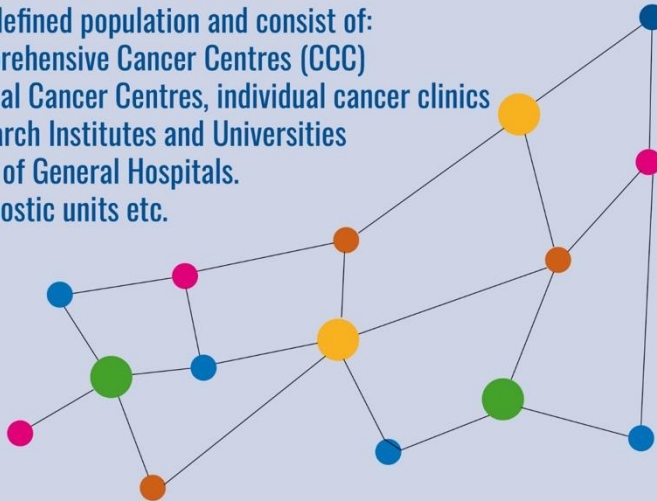 efined population and consist of:
rehensive Cancer Centres (CCC)
al Cancer Centres, individual cancer clinics
arch Institutes and Universities
of General Hospitals.
ostic units etc.